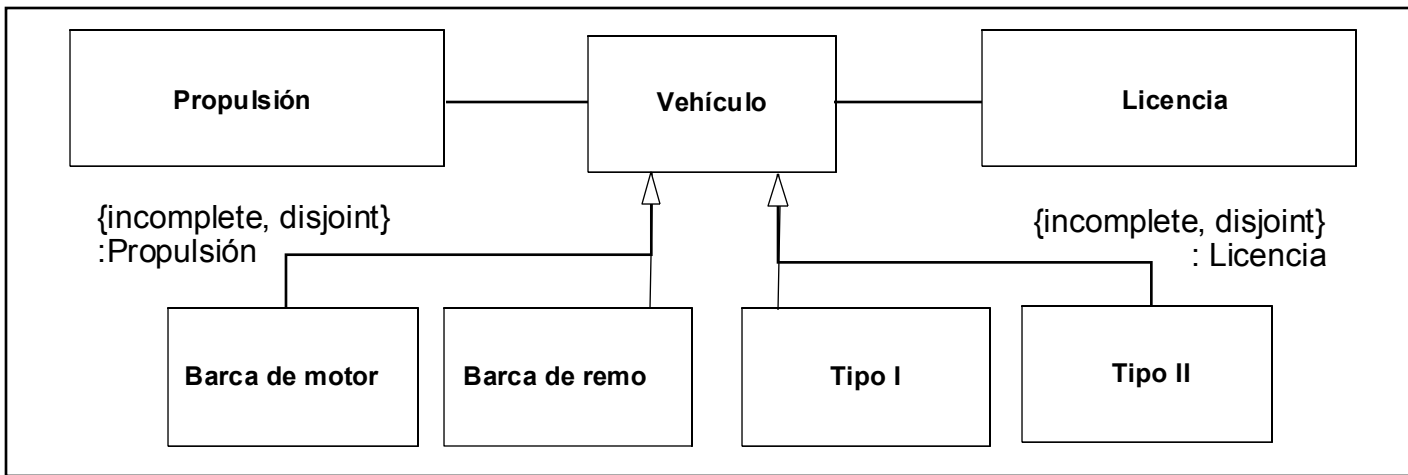 Propulsión
Vehículo
Licencia
{incomplete, disjoint}
:Propulsión
{incomplete, disjoint}
: Licencia
Barca de motor
Barca de remo
Tipo I
Tipo II